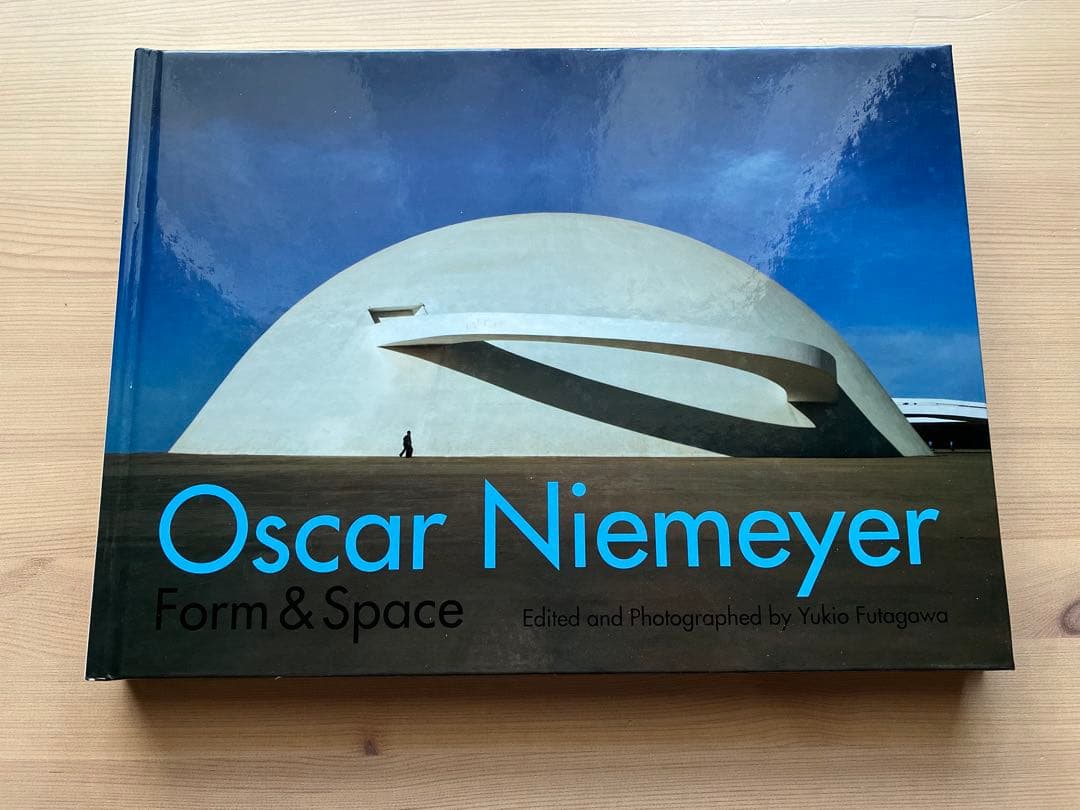 Oscar Niemeyer
Form & Space
Edited and Photographed by Yukio Futagawa